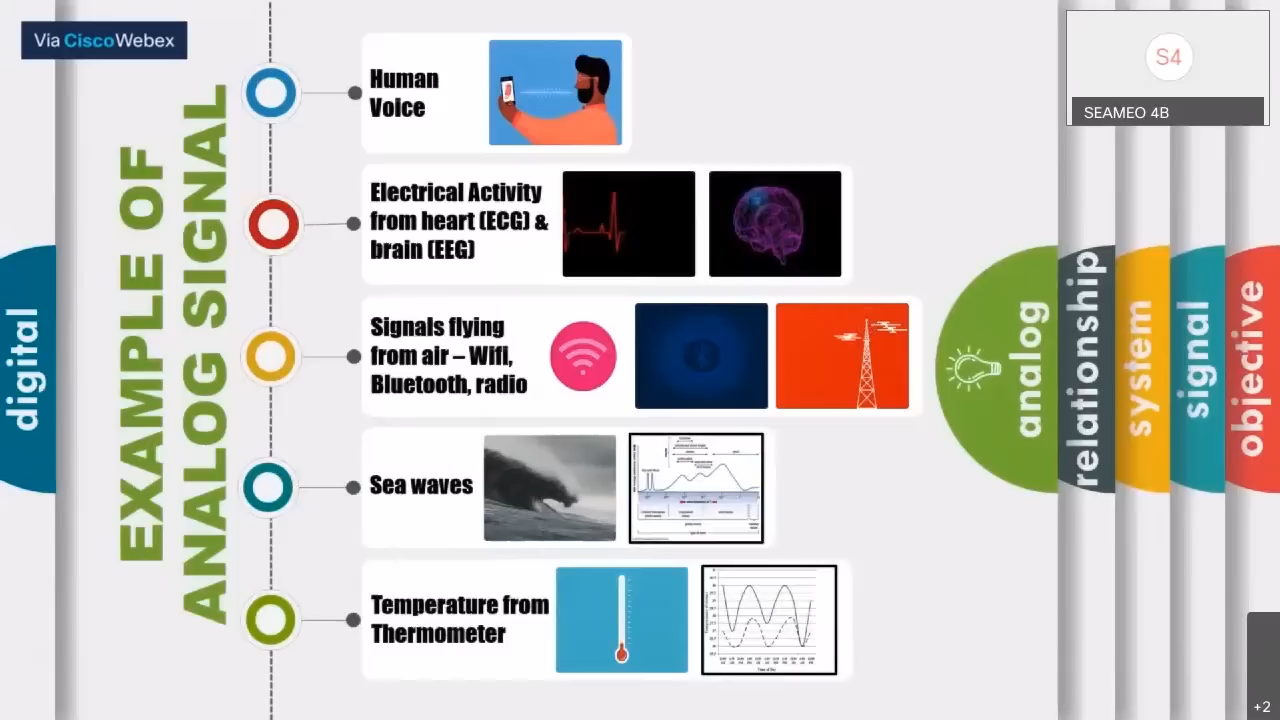 Via CiscoWebex
EXAMPLE OF
ANALOG SIGNAL
digital
Human
Voice
Electrical Activity
from heart (ECG) &
brain (EEG)
Signals flying
from air – Wifi,
Bluetooth, radio
Sea waves
Temperature from
Thermometer
analog
relationship
system
signal
objective
S4
SEAMEO 4B
+2